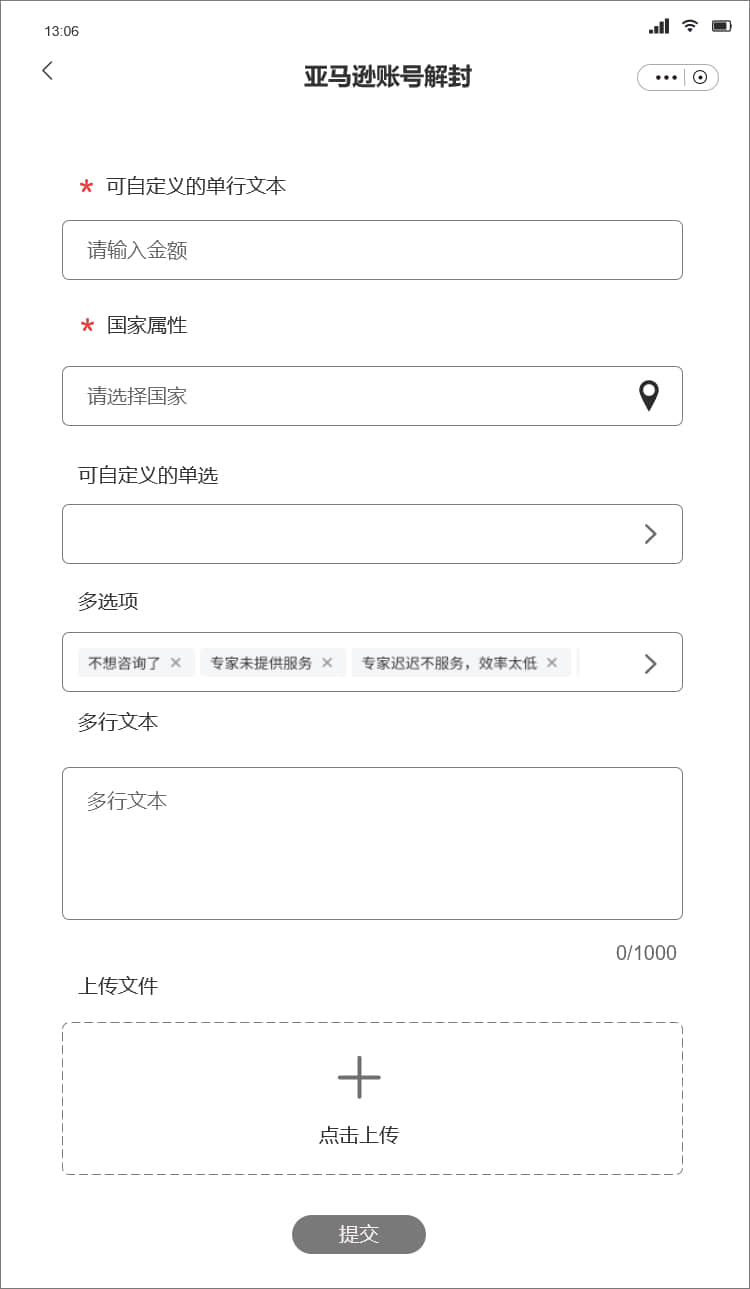 13:06
亚马逊账号解封
* 可自定义的单行文本
请输入金额
* 国家属性
请选择国家
可自定义的单选
多选项
不想咨询了 × 专家未提供服务 × 专家迟迟不服务，效率太低 ×
多行文本
多行文本
0/1000
上传文件
点击上传
提交